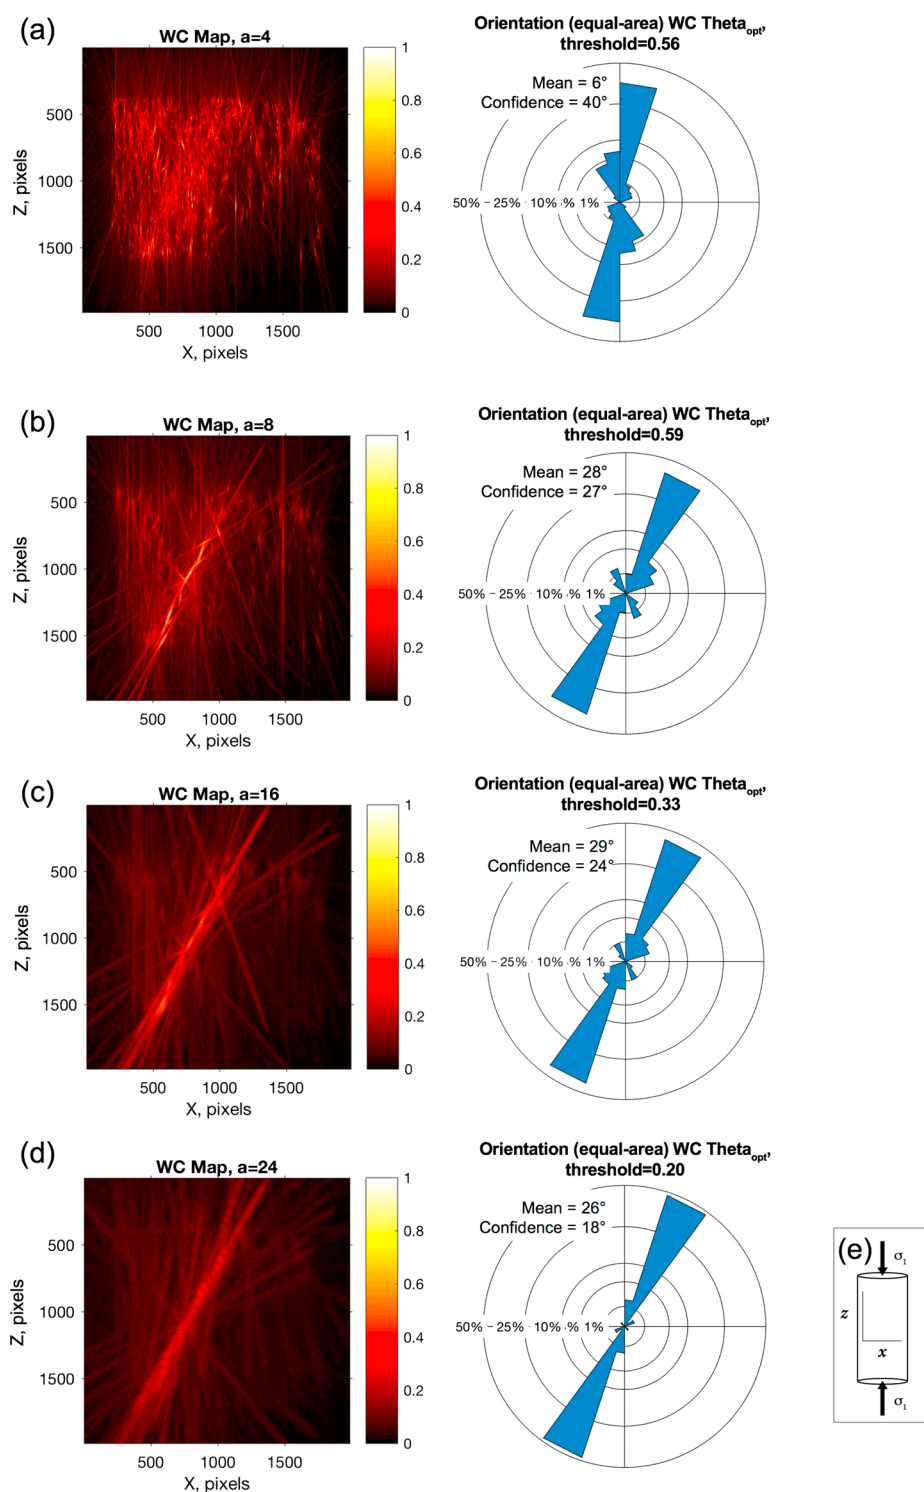 (a)
WC Map, a=4
1
0.8
0.6
0.4
0.2
0
500
1000
1500
Z, pixels
500 1000 1500
X, pixels
Orientation (equal-area) WC Theta_opt,
threshold=0.56
Mean = 6°
Confidence = 40°
50% 25% 10% % 1%
(b)
WC Map, a=8
1
0.8
0.6
0.4
0.2
0
500
1000
1500
Z, pixels
500 1000 1500
X, pixels
Orientation (equal-area) WC Theta_opt,
threshold=0.59
Mean = 28°
Confidence = 27°
50% 25% 10% % 1%
(c)
WC Map, a=16
1
0.8
0.6
0.4
0.2
0
500
1000
1500
Z, pixels
500 1000 1500
X, pixels
Orientation (equal-area) WC Theta_opt,
threshold=0.33
Mean = 29°
Confidence = 24°
50% 25% 10% % 1%
(d)
WC Map, a=24
1
0.8
0.6
0.4
0.2
0
500
1000
1500
Z, pixels
500 1000 1500
X, pixels
Orientation (equal-area) WC Theta_opt,
threshold=0.20
Mean = 26°
Confidence = 18°
50% 25% 10% % 1%
(e)
σ1
z
x
σ1